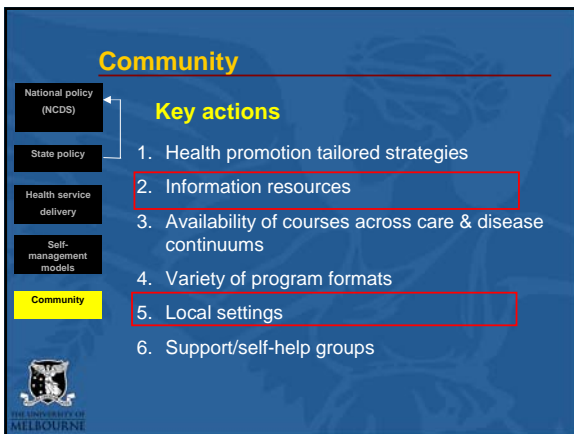 Community
National policy
(NCDS)
State policy
Health service
delivery
Self-
management
models
Community
Key actions
1. Health promotion tailored strategies
2. Information resources
3. Availability of courses across care & disease
continuums
4. Variety of program formats
5. Local settings
6. Support/self-help groups
THE UNIVERSITY OF
MELBOURNE